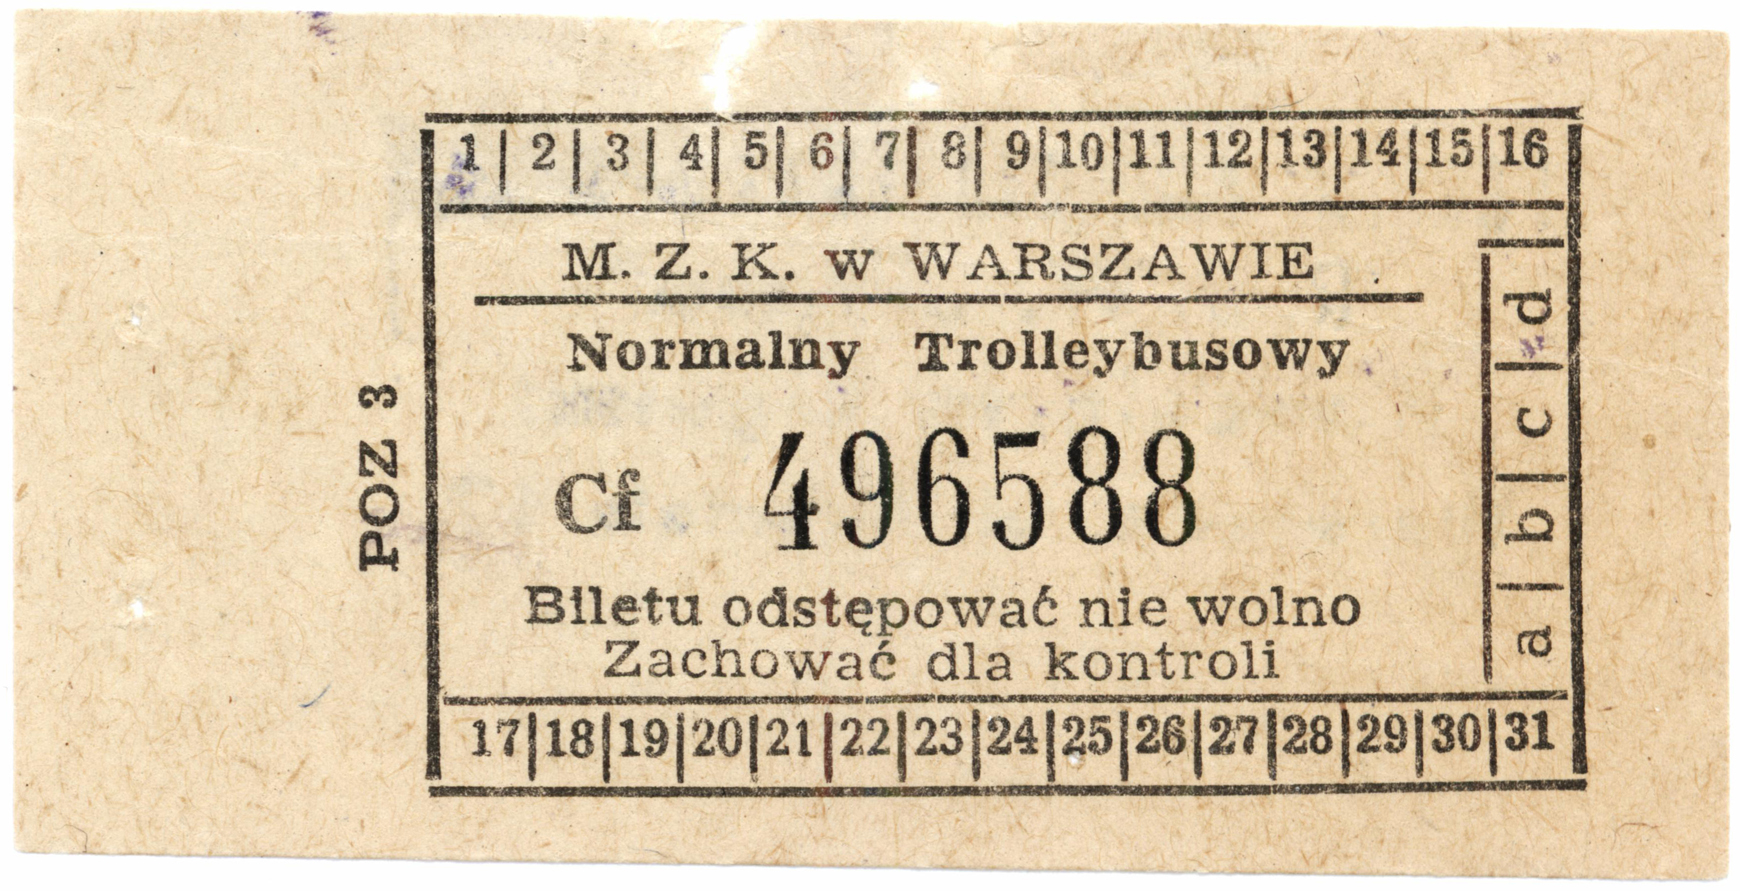 1 | 2 | 3 | 4 | 5 | 6 | 7 | 8 | 9 | 10 | 11 | 12 | 13 | 14 | 15 | 16
M. Z. K. w WARSZAWIE
Normalny Trolleybusowy
Cf 496588
Biletu odstępować nie wolno
Zachować dla kontroli
17 | 18 | 19 | 20 | 21 | 22 | 23 | 24 | 25 | 26 | 27 | 28 | 29 | 30 | 31
POZ 3
a | b | c | d